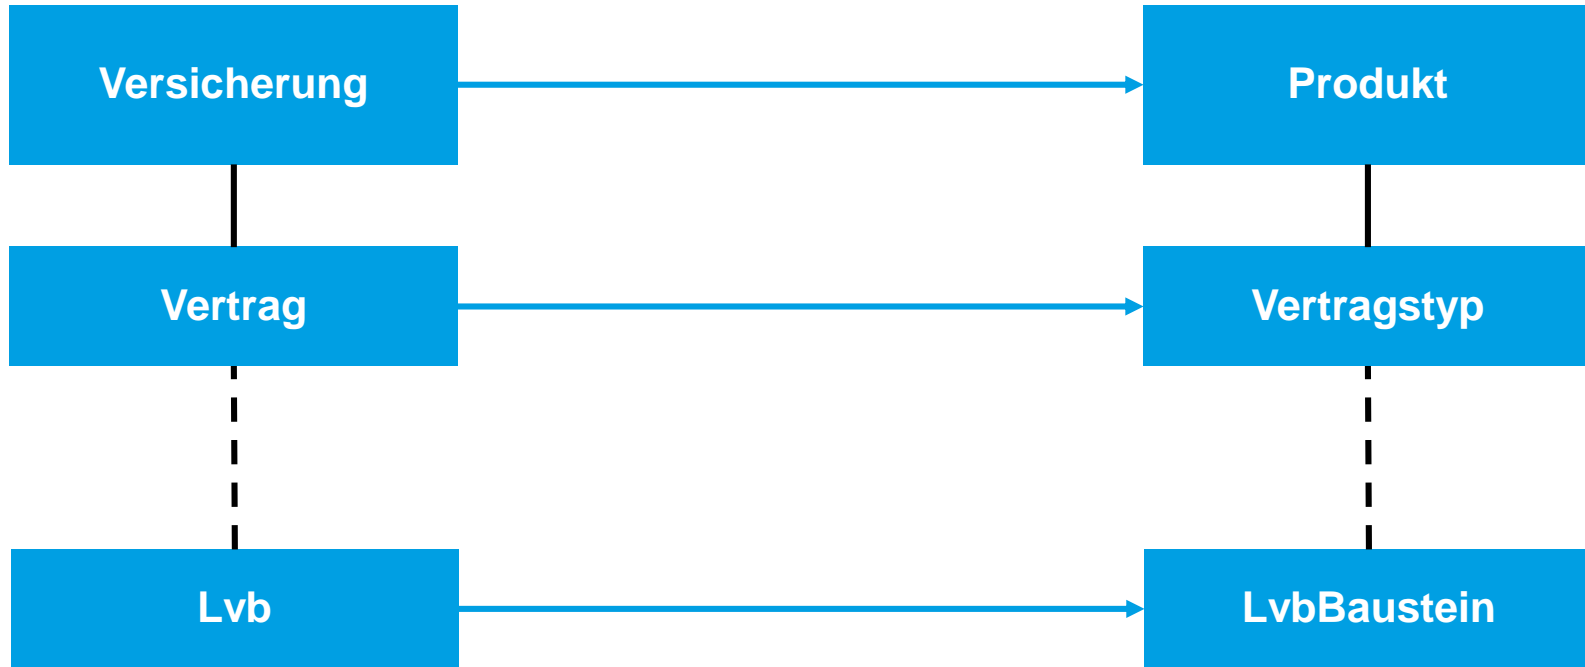 Versicherung
Produkt
Vertrag
Vertragstyp
Lvb
LvbBaustein